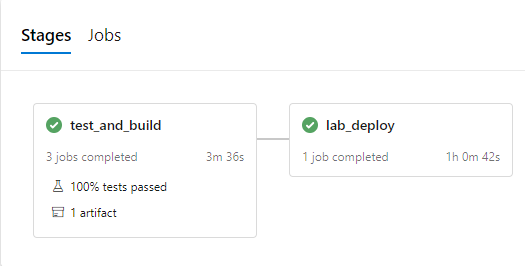 Stages Jobs
test_and_build
3 jobs completed 3m 36s
100% tests passed
1 artifact
lab_deploy
1 job completed 1h 0m 42s